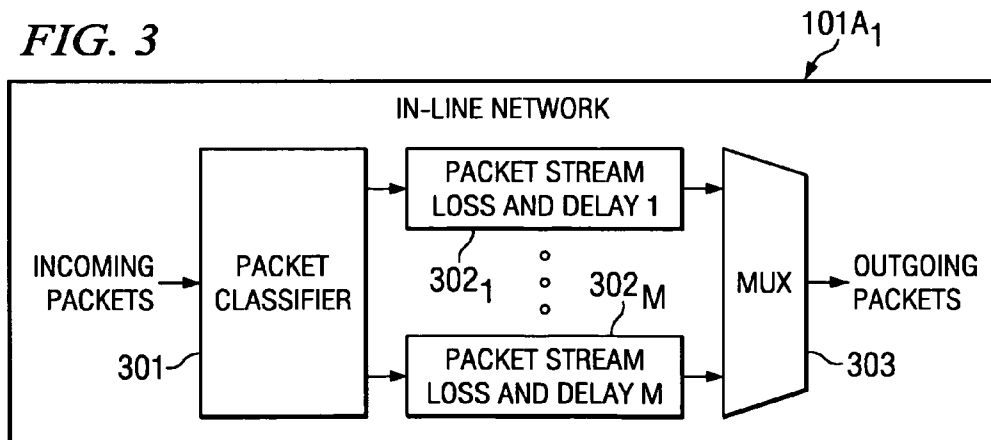 FIG. 3
101A1
IN-LINE NETWORK
PACKET STREAM
LOSS AND DELAY 1
3021
INCOMING
PACKETS
PACKET
CLASSIFIER
301
302M
PACKET STREAM
LOSS AND DELAY M
MUX
303
OUTGOING
PACKETS